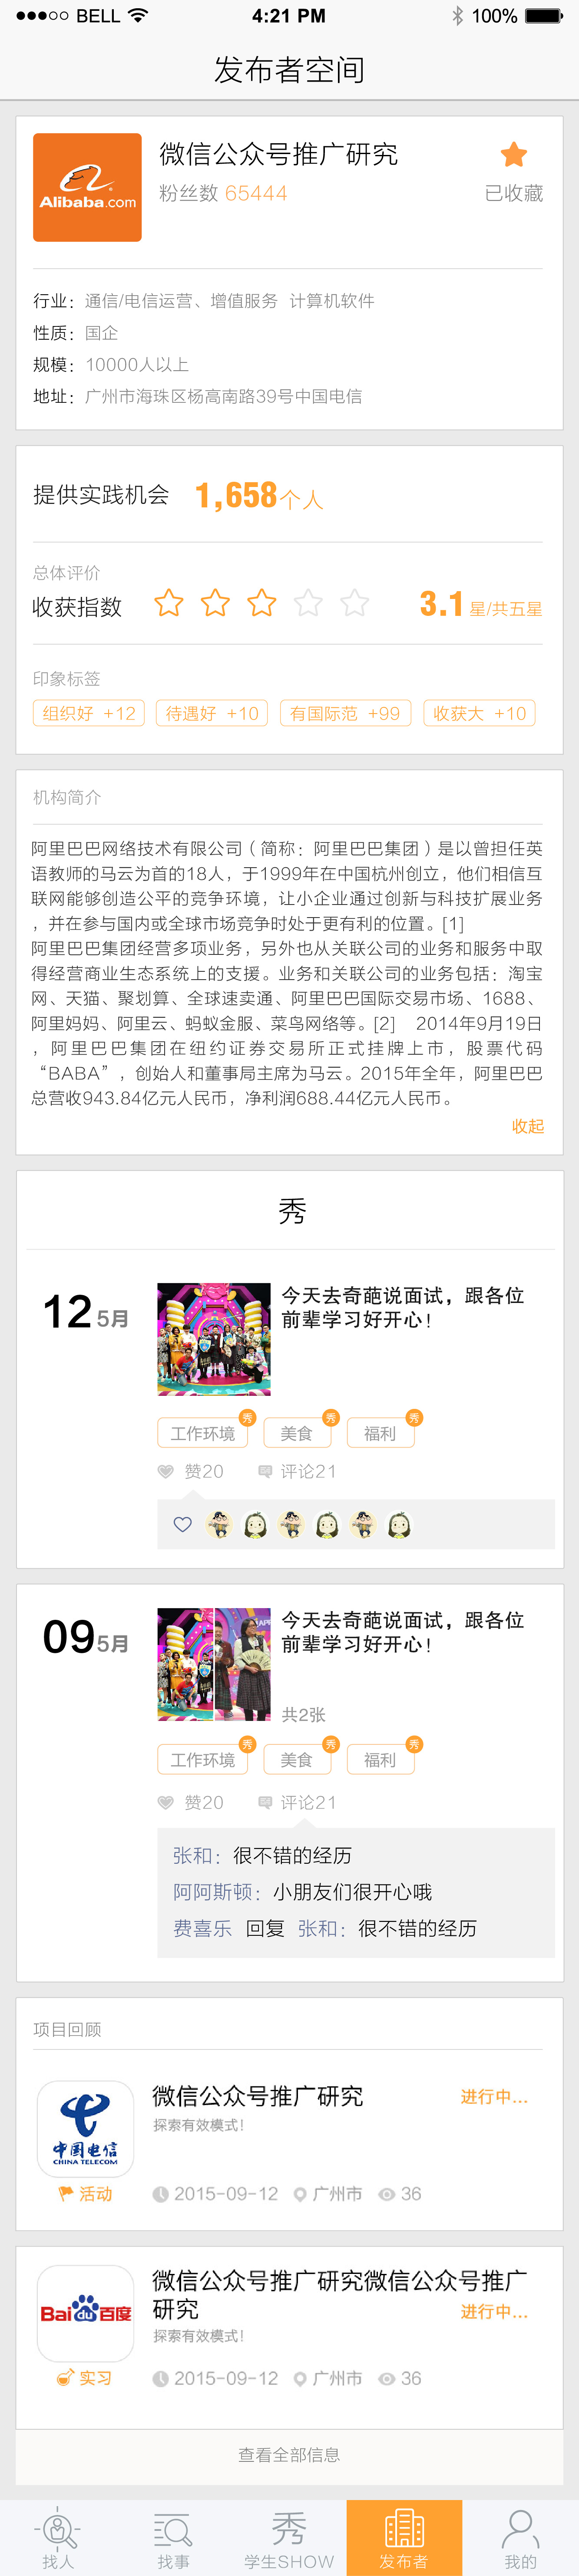 BELL
4:21 PM
100%
发布者空间
Alibaba.com
微信公众号推广研究
粉丝数 65444
已收藏
行业：通信/电信运营、增值服务 计算机软件
性质：国企
规模：10000人以上
地址：广州市海珠区杨高南路39号中国电信
提供实践机会 1,658个人
总体评价
收获指数 3.1 星/共五星
印象标签
组织好 +12
待遇好 +10
有国际范 +99
收获大 +10
机构简介
阿里巴巴网络技术有限公司（简称：阿里巴巴集团）是以曾担任英
语教师的马云为首的18人，于1999年在中国杭州创立，他们相信互
联网能够创造公平的竞争环境，让小企业通过创新与科技扩展业务
，并在参与国内或全球市场竞争时处于更有利的位置。[1]
阿里巴巴集团经营多项业务，另外也从关联公司的业务和服务中取
得经营商业生态系统上的支援。业务和关联公司的业务包括：淘宝
网、天猫、聚划算、全球速卖通、阿里巴巴国际交易市场、1688、
阿里妈妈、阿里云、蚂蚁金服、菜鸟网络等。[2] 2014年9月19日
，阿里巴巴集团在纽约证券交易所正式挂牌上市，股票代码
“BABA”，创始人和董事局主席为马云。2015年全年，阿里巴巴
总营收943.84亿元人民币，净利润688.44亿元人民币。
收起
秀
12 5月
今天去奇葩说面试，跟各位
前辈学习好开心！
工作环境 秀
美食 秀
福利 秀
赞20
评论21
09 5月
今天去奇葩说面试，跟各位
前辈学习好开心！
共2张
工作环境 秀
美食 秀
福利 秀
赞20
评论21
张和：很不错的经历
阿阿斯顿：小朋友们很开心哦
费喜乐 回复 张和：很不错的经历
项目回顾
中国电信
CHINA TELECOM
微信公众号推广研究
进行中...
探索有效模式！
活动
2015-09-12
广州市
36
Bai du 百度
微信公众号推广研究微信公众号推广
研究
进行中...
探索有效模式！
实习
2015-09-12
广州市
36
查看全部信息
找人
找事
秀
学生SHOW
发布者
我的